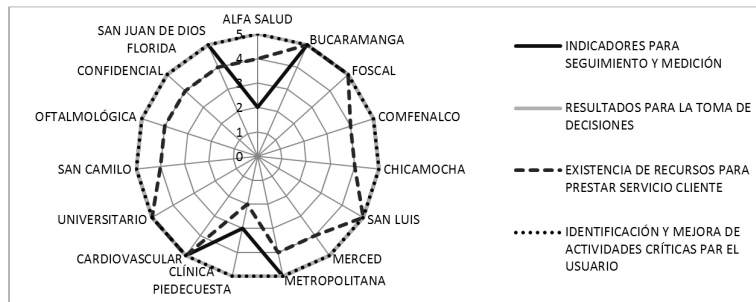 ALFA SALUD
BUCARAMANGA
FOSCAL
COMFENALCO
CHICAMOCHA
SAN LUIS
MERCED
METROPOLITANA
CLÍNICA
PIEDECUESTA
CARDIOVASCULAR
UNIVERSITARIO
SAN CAMILO
OFTALMOLÓGICA
CONFIDENCIAL
SAN JUAN DE DIOS
FLORIDA
5
4
3
2
1
0
INDICADORES PARA
SEGUIMIENTO Y MEDICIÓN
RESULTADOS PARA LA TOMA DE
DECISIONES
EXISTENCIA DE RECURSOS PARA
PRESTAR SERVICIO CLIENTE
IDENTIFICACIÓN Y MEJORA DE
ACTIVIDADES CRÍTICAS PAR EL
USUARIO